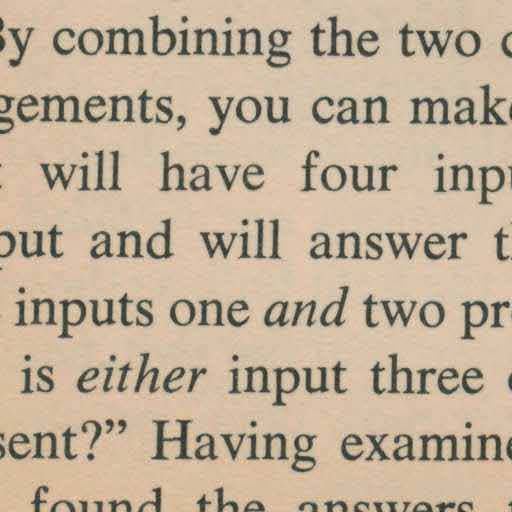 By combining the two
gements, you can make
will have four inpu
put and will answer t
inputs one and two pr
is either input three
sent?” Having examine
found the answers